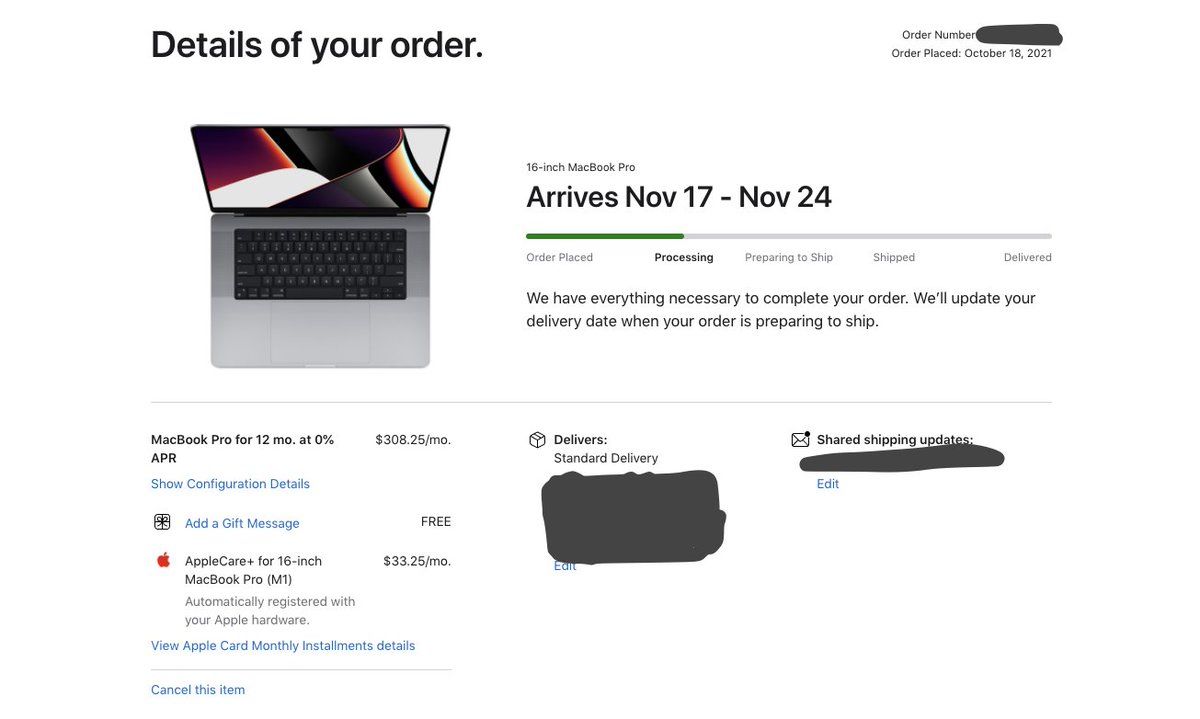 Details of your order.
Order Number
Order Placed: October 18, 2021
16-inch MacBook Pro
Arrives Nov 17 - Nov 24
Order Placed Processing Preparing to Ship Shipped Delivered
We have everything necessary to complete your order. We’ll update your
delivery date when your order is preparing to ship.
MacBook Pro for 12 mo. at 0% $308.25/mo.
APR
Show Configuration Details
Add a Gift Message FREE
AppleCare+ for 16-inch $33.25/mo.
MacBook Pro (M1)
Automatically registered with
your Apple hardware.
View Apple Card Monthly Installments details
Cancel this item
Delivers:
Standard Delivery
Edit
Shared shipping updates:
Edit